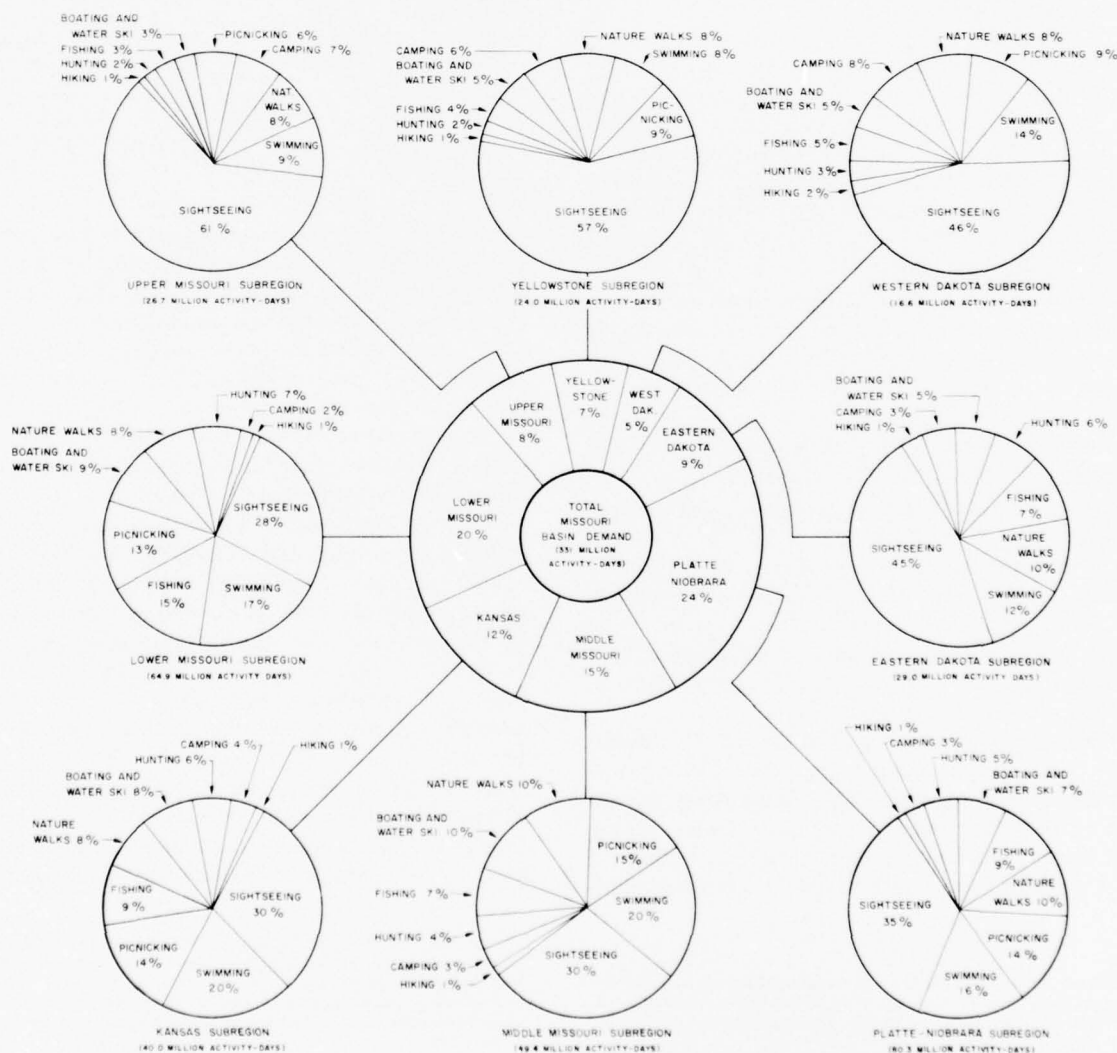 BOATING AND
WATER SKI 3%
FISHING 3%
HUNTING 2%
HIKING 1%
PICNICKING 6%
CAMPING 7%
NAT.
WALKS
8%
SWIMMING
9%
SIGHTSEEING
61%
UPPER MISSOURI SUBREGION
(26.7 MILLION ACTIVITY-DAYS)
NATURE WALKS 8%
SWIMMING 8%
CAMPING 6%
BOATING AND
WATER SKI 5%
FISHING 4%
HUNTING 2%
HIKING 1%
PIC-
NICKING
9%
SIGHTSEEING
57%
YELLOWSTONE SUBREGION
(24.0 MILLION ACTIVITY-DAYS)
NATURE WALKS 8%
PICNICKING 9%
CAMPING 8%
BOATING AND
WATER SKI 5%
FISHING 5%
HUNTING 3%
HIKING 2%
SWIMMING
14%
SIGHTSEEING
46%
WESTERN DAKOTA SUBREGION
(16.6 MILLION ACTIVITY-DAYS)
HUNTING 7%
CAMPING 2%
HIKING 1%
NATURE WALKS 8%
BOATING AND
WATER SKI 9%
SIGHTSEEING
28%
PICNICKING
13%
FISHING
15%
SWIMMING
17%
LOWER MISSOURI SUBREGION
(64.9 MILLION ACTIVITY DAYS)
UPPER
MISSOURI
8%
YELLOW-
STONE
7%
WEST
DAK.
5%
EASTERN
DAKOTA
9%
LOWER
MISSOURI
20%
TOTAL
MISSOURI
BASIN DEMAND
(331 MILLION
ACTIVITY-DAYS)
PLATTE
NIOBRARA
24%
KANSAS
12%
MIDDLE
MISSOURI
15%
BOATING AND
WATER SKI 5%
CAMPING 3%
HIKING 1%
HUNTING 6%
FISHING
7%
NATURE
WALKS
10%
SIGHTSEEING
45%
SWIMMING
12%
EASTERN DAKOTA SUBREGION
(29.0 MILLION ACTIVITY DAYS)
CAMPING 4%
HIKING 1%
HUNTING 6%
BOATING AND
WATER SKI 8%
NATURE
WALKS 8%
FISHING
9%
SIGHTSEEING
30%
PICNICKING
14%
SWIMMING
20%
KANSAS SUBREGION
(40.0 MILLION ACTIVITY-DAYS)
NATURE WALKS 10%
BOATING AND
WATER SKI 10%
PICNICKING
15%
FISHING 7%
SWIMMING
20%
HUNTING 4%
CAMPING 3%
HIKING 1%
SIGHTSEEING
30%
MIDDLE MISSOURI SUBREGION
(49.4 MILLION ACTIVITY-DAYS)
HIKING 1%
CAMPING 3%
HUNTING 5%
BOATING AND
WATER SKI 7%
FISHING
9%
NATURE
WALKS 10%
SIGHTSEEING
35%
PICNICKING
14%
SWIMMING
16%
PLATTE-NIOBRARA SUBREGION
(80.3 MILLION ACTIVITY-DAYS)